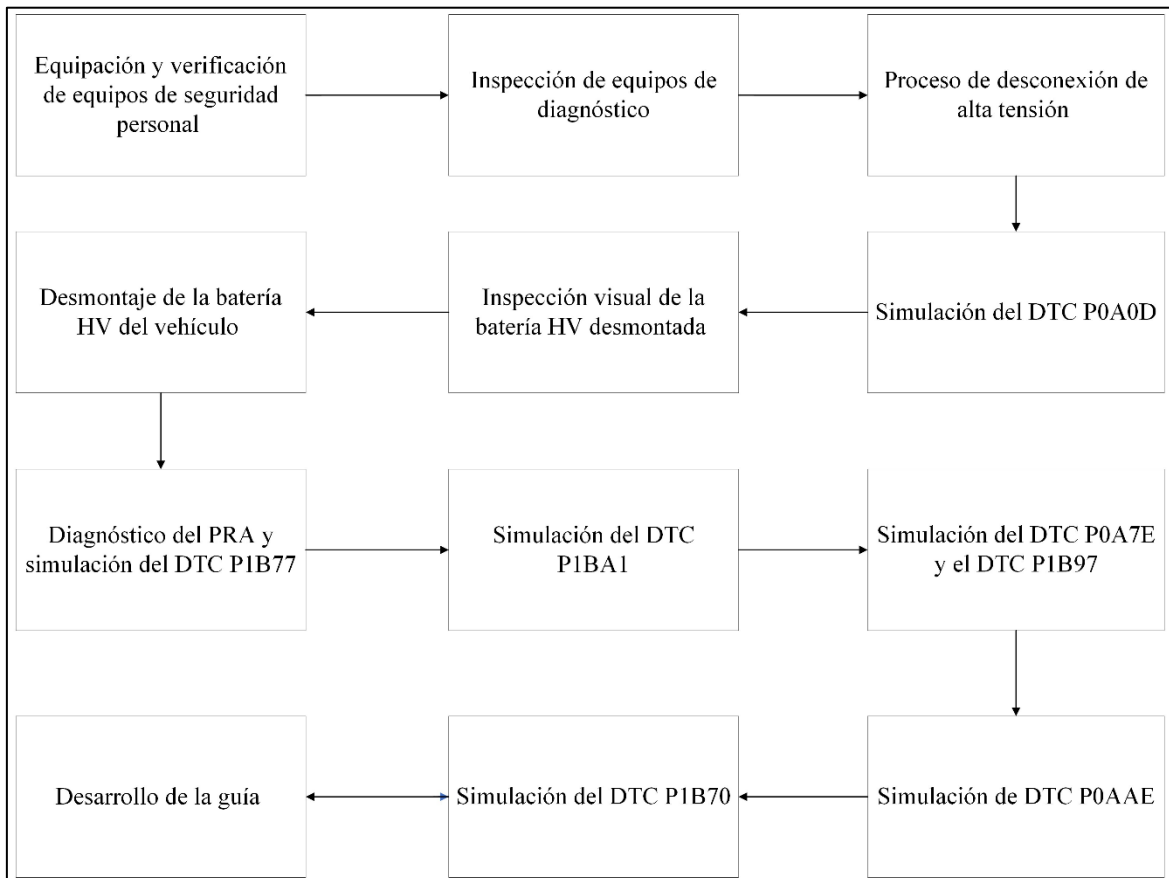 Equipación y verificación
de equipos de seguridad
personal
Inspección de equipos de
diagnóstico
Proceso de desconexión de
alta tensión
Desmontaje de la batería
HV del vehículo
Inspección visual de la
batería HV desmontada
Simulación del DTC P0A0D
Diagnóstico del PRA y
simulación del DTC P1B77
Simulación del DTC
P1BA1
Simulación del DTC P0A7E
y el DTC P1B97
Desarrollo de la guía
Simulación del DTC P1B70
Simulación de DTC P0AAE